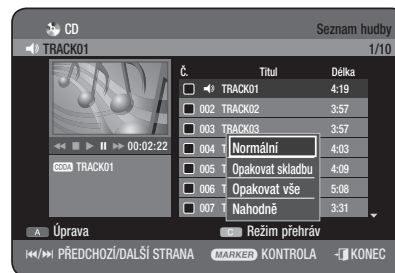 CD Seznam hudby
TRACK01 1/10
Č. Titul Délka
TRACK01 4:19
002 TRACK02 3:57
003 TRACK03 3:57
004 T 4:03
005 T 4:09
006 T 5:08
007 T 3:31
00:02:22
CDDA TRACK01
Normální
Opakovat skladbu
Opakovat vše
Nahodně
A Úprava C Režim přehráv
PŘEDCHOZÍ/DALŠÍ STRANA MARKER KONTROLA KONEC